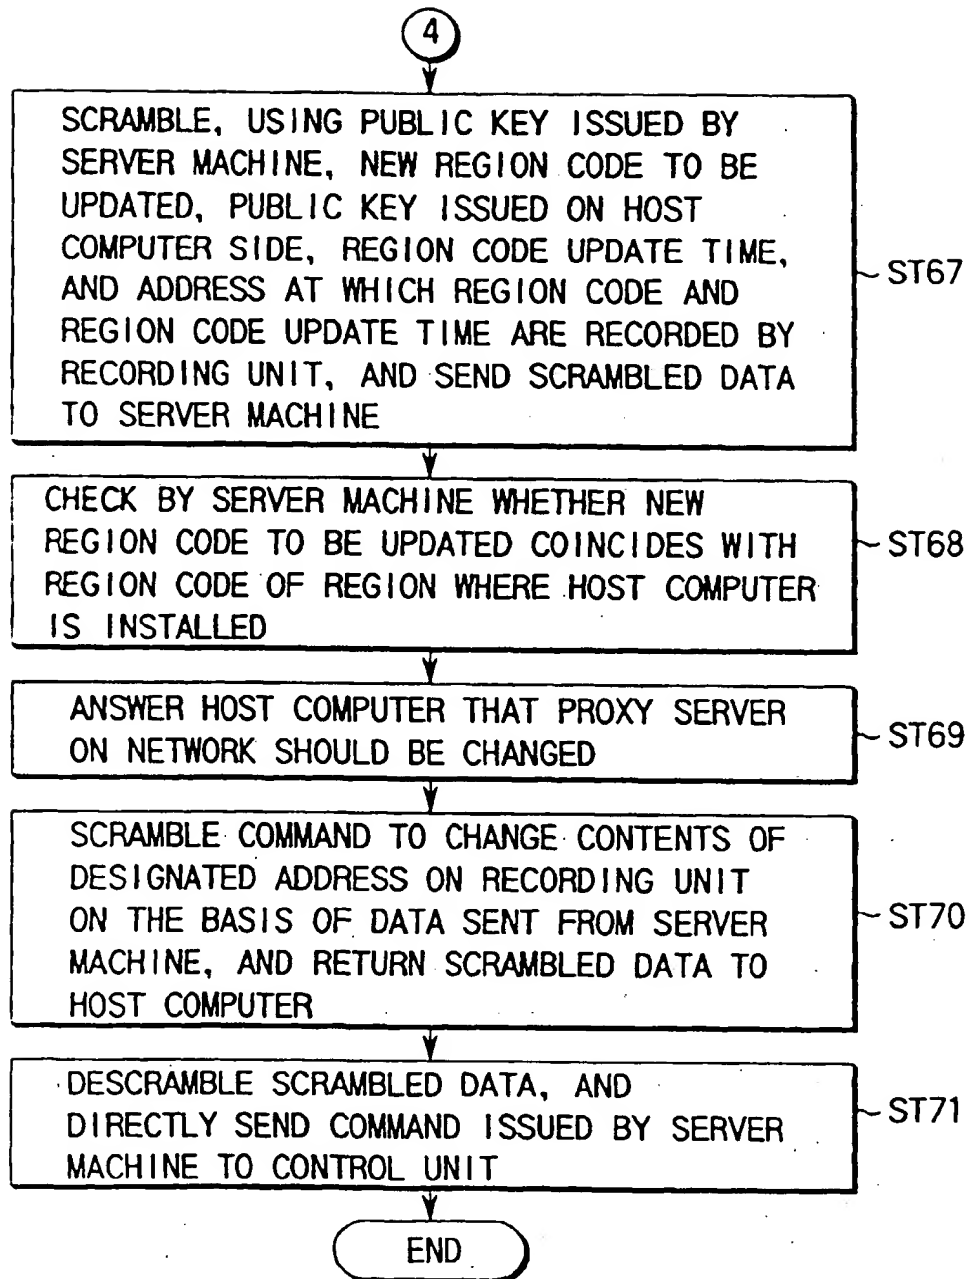 4
SCRAMBLE, USING PUBLIC KEY ISSUED BY
SERVER MACHINE, NEW REGION CODE TO BE
UPDATED, PUBLIC KEY ISSUED ON HOST
COMPUTER SIDE, REGION CODE UPDATE TIME,
AND ADDRESS AT WHICH REGION CODE AND
REGION CODE UPDATE TIME ARE RECORDED BY
RECORDING UNIT, AND SEND SCRAMBLED DATA
TO SERVER MACHINE
ST67
CHECK BY SERVER MACHINE WHETHER NEW
REGION CODE TO BE UPDATED COINCIDES WITH
REGION CODE OF REGION WHERE HOST COMPUTER
IS INSTALLED
ST68
ANSWER HOST COMPUTER THAT PROXY SERVER
ON NETWORK SHOULD BE CHANGED
ST69
SCRAMBLE COMMAND TO CHANGE CONTENTS OF
DESIGNATED ADDRESS ON RECORDING UNIT
ON THE BASIS OF DATA SENT FROM SERVER
MACHINE, AND RETURN SCRAMBLED DATA TO
HOST COMPUTER
ST70
DESCRAMBLE SCRAMBLED DATA, AND
DIRECTLY SEND COMMAND ISSUED BY SERVER
MACHINE TO CONTROL UNIT
ST71
END